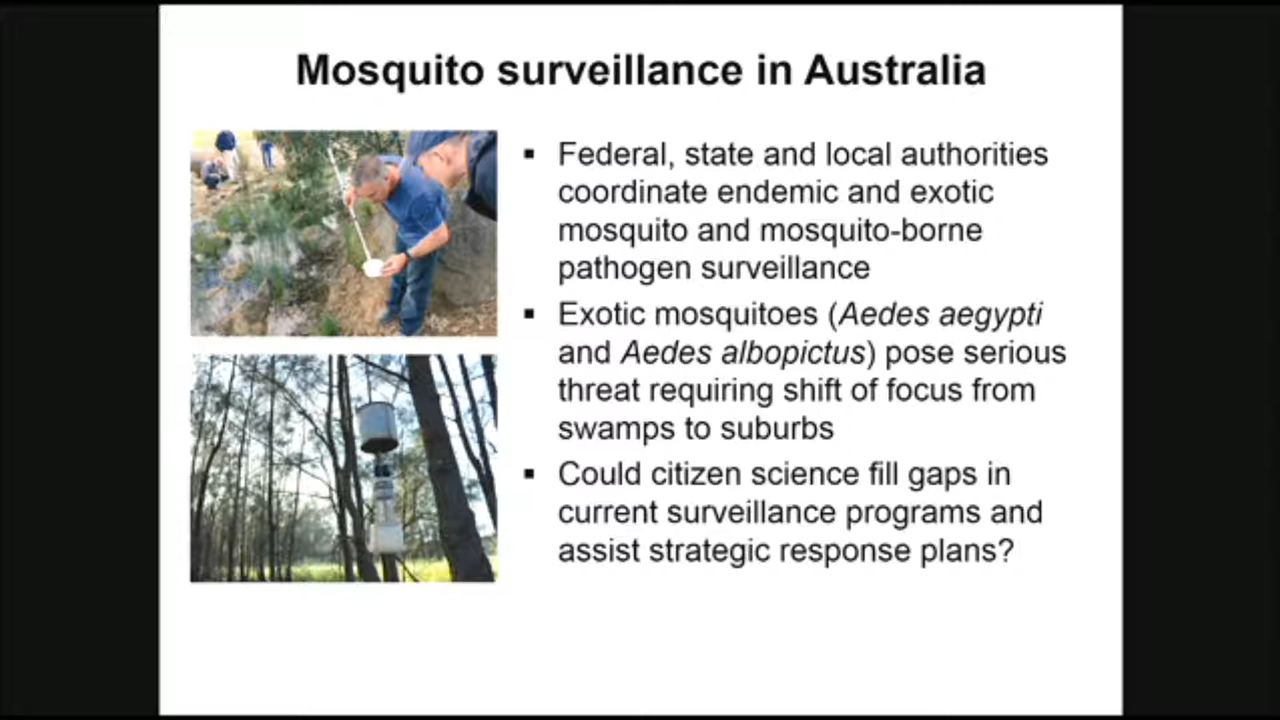 Mosquito surveillance in Australia
▪ Federal, state and local authorities
coordinate endemic and exotic
mosquito and mosquito-borne
pathogen surveillance
▪ Exotic mosquitoes (Aedes aegypti
and Aedes albopictus) pose serious
threat requiring shift of focus from
swamps to suburbs
▪ Could citizen science fill gaps in
current surveillance programs and
assist strategic response plans?